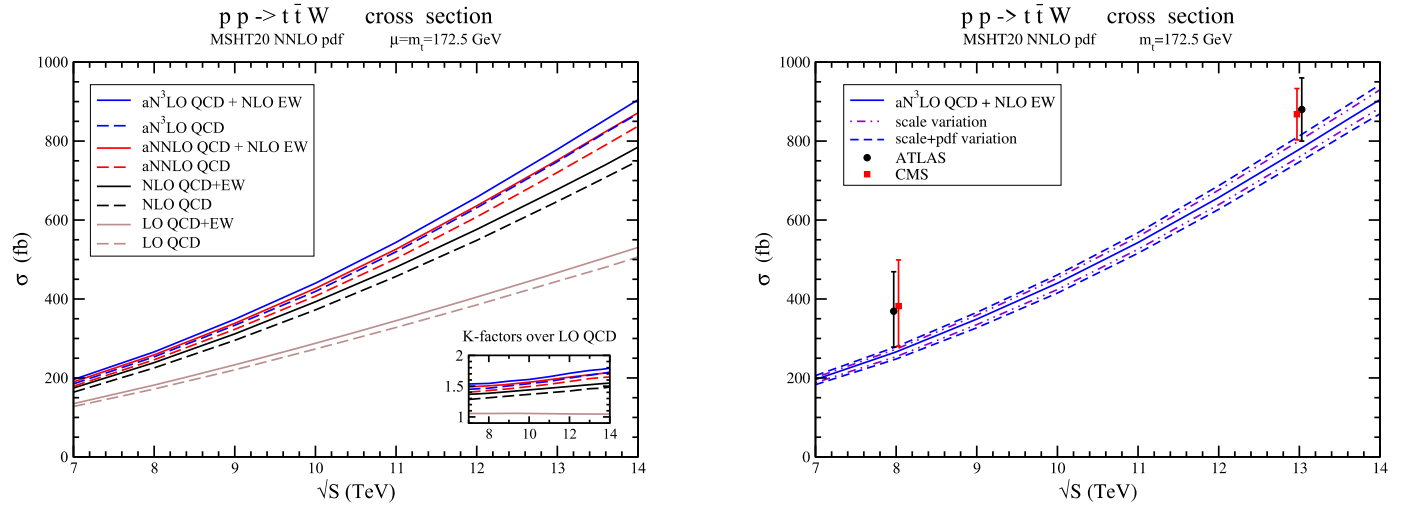 p p -> t t̄ W cross section
MSHT20 NNLO pdf μ=m_t=172.5 GeV
1000
800
600
400
200
0
σ (fb)
aN³LO QCD + NLO EW
aN³LO QCD
aNNLO QCD + NLO EW
aNNLO QCD
NLO QCD+EW
NLO QCD
LO QCD+EW
LO QCD
K-factors over LO QCD
2
1.5
1
8 10 12 14
7 8 9 10 11 12 13 14
√S (TeV)
p p -> t t̄ W cross section
MSHT20 NNLO pdf m_t=172.5 GeV
1000
800
600
400
200
0
σ (fb)
aN³LO QCD + NLO EW
scale variation
scale+pdf variation
ATLAS
CMS
7 8 9 10 11 12 13 14
√S (TeV)